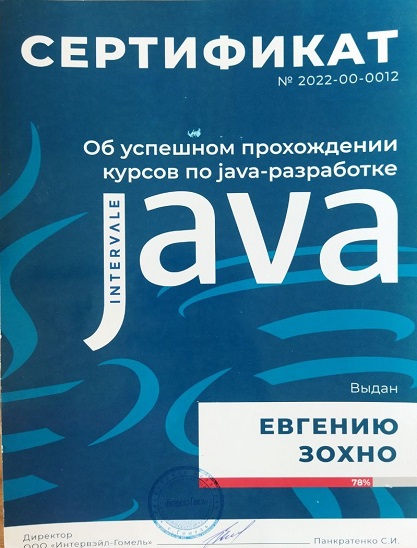 СЕРТИФИКАТ
№ 2022-00-0012
Об успешном прохождении
курсов по java-разработке
INTERVALE
java
Выдан
ЕВГЕНИЮ
ЗОХНО
78%
Директор
ООО «Интервэйл-Гомель»
Панкратенко С.И.